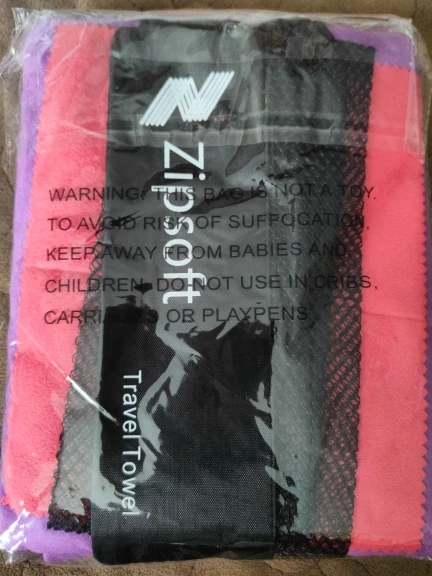 Zipsoft
Travel Towel
WARNING: THIS BAG IS NOT A TOY.
TO AVOID RISK OF SUFFOCATION,
KEEP AWAY FROM BABIES AND
CHILDREN. DO NOT USE IN CRIBS,
CARRIAGES OR PLAYPENS